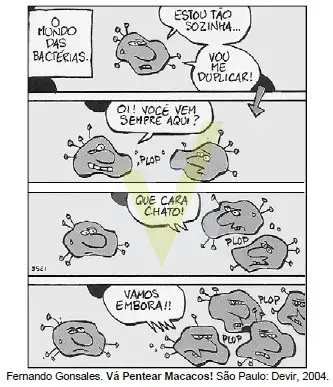 O
MUNDO
DAS
BACTÉRIAS...
ESTOU TÃO
SOZINHA...
VOU
ME
DUPLICAR!
OI! VOCÊ VEM
SEMPRE AQUI?
"PLOP"
QUE CARA
CHATO!
PLOP
3521
VAMOS
EMBORA!!
PLOP
PLOP
Fernando Gonsales. Vá Pentear Macacos! São Paulo: Devir, 2004.